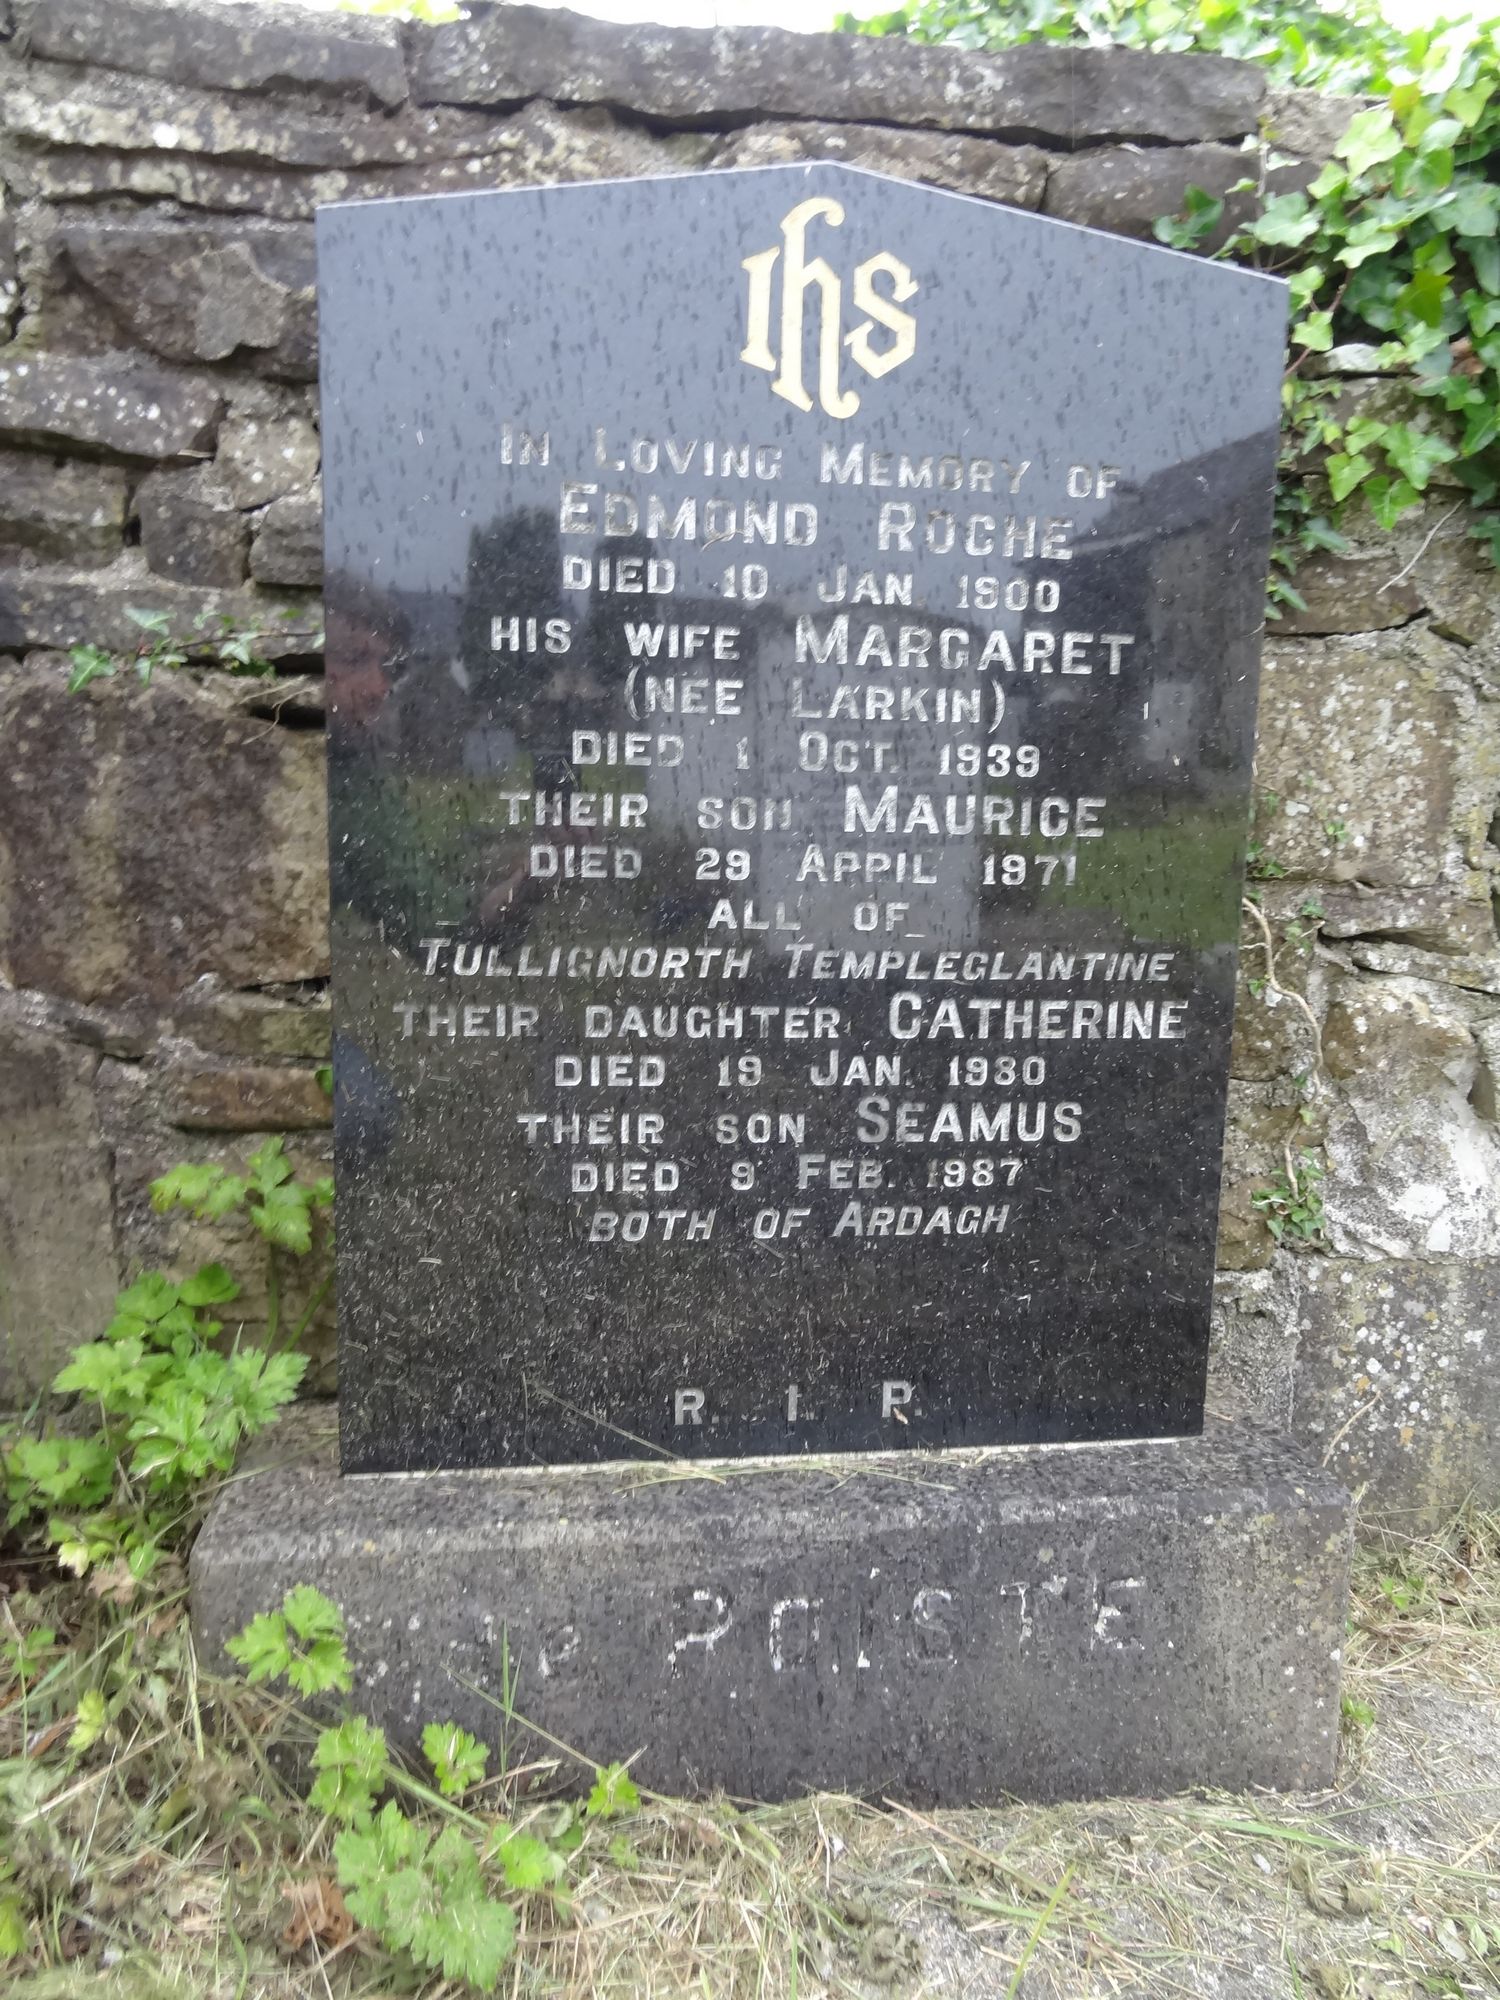 IhS
IN LOVING MEMORY OF
EDMOND ROCHE
DIED 10 JAN. 1900
HIS WIFE MARGARET
(NEE LARKIN)
DIED 1 OCT. 1939
THEIR SON MAURICE
DIED 29 APRIL 1971
ALL OF
TULLIGNORTH TEMPLEGLANTINE
THEIR DAUGHTER CATHERINE
DIED 19 JAN. 1980
THEIR SON SEAMUS
DIED 9 FEB. 1987
BOTH OF ARDAGH
R. I. P.
ROISTE